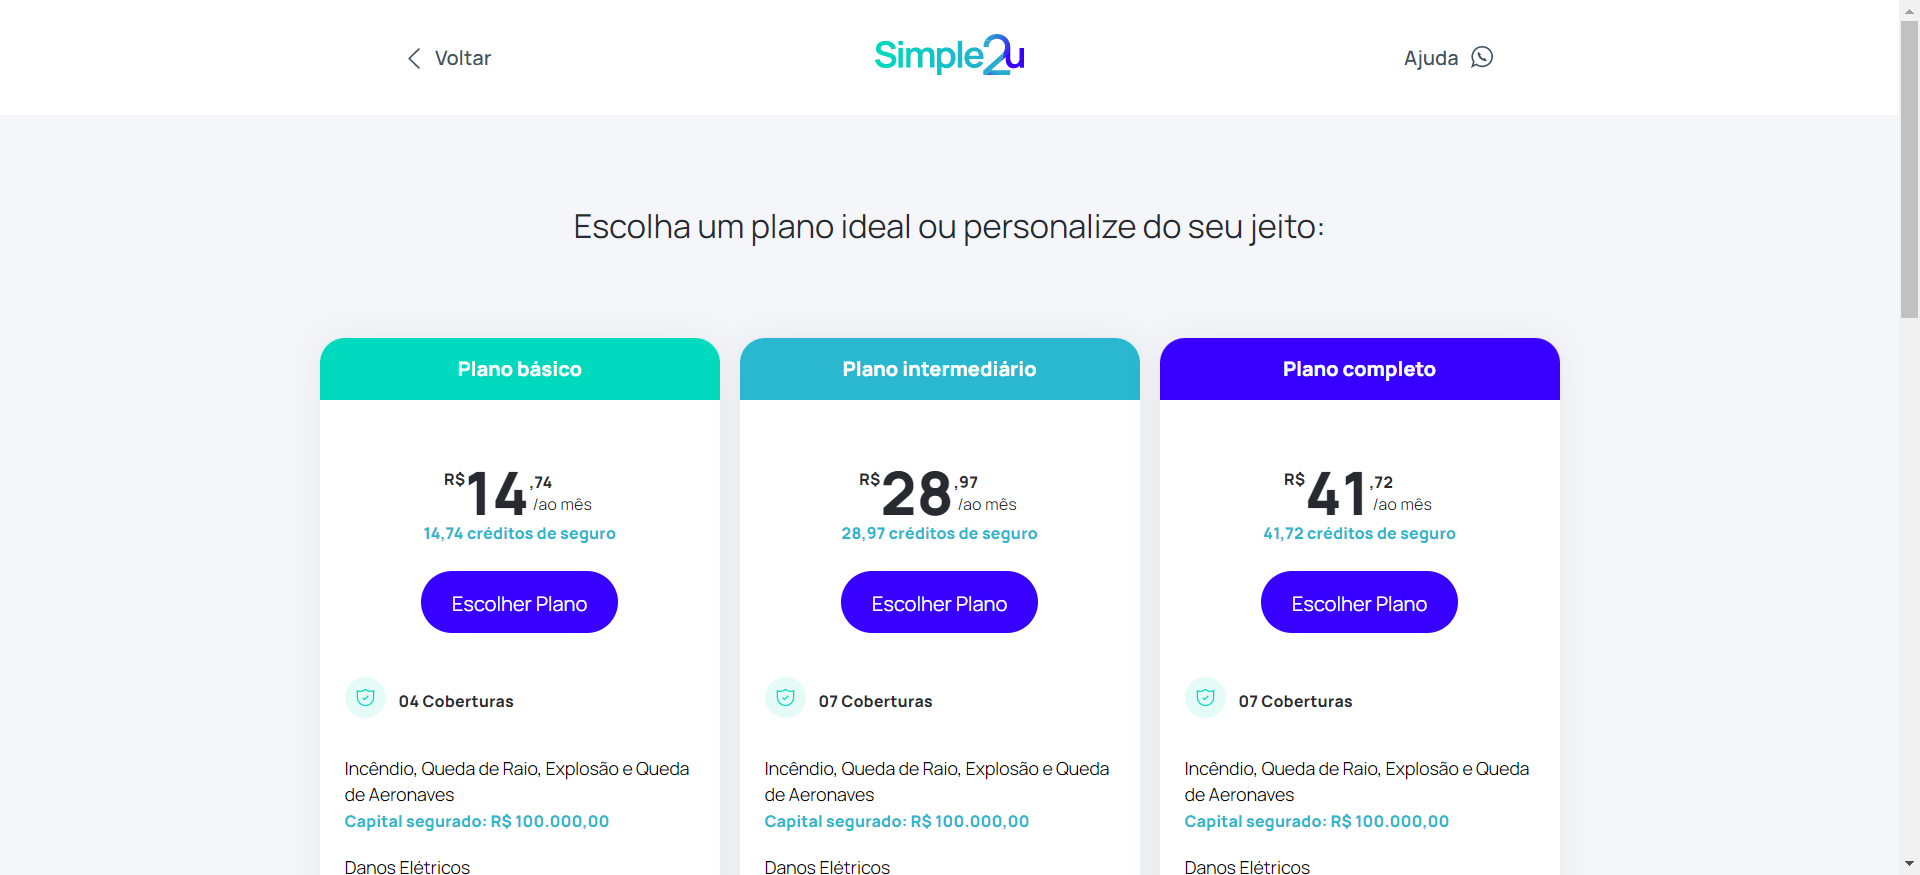 Voltar
Simple2u
Ajuda
Escolha um plano ideal ou personalize do seu jeito:
Plano básico
R$14,74
/ao mês
14,74 créditos de seguro
Escolher Plano
04 Coberturas
Incêndio, Queda de Raio, Explosão e Queda
de Aeronaves
Capital segurado: R$ 100.000,00
Danos Elétricos
Plano intermediário
R$28,97
/ao mês
28,97 créditos de seguro
Escolher Plano
07 Coberturas
Incêndio, Queda de Raio, Explosão e Queda
de Aeronaves
Capital segurado: R$ 100.000,00
Danos Elétricos
Plano completo
R$41,72
/ao mês
41,72 créditos de seguro
Escolher Plano
07 Coberturas
Incêndio, Queda de Raio, Explosão e Queda
de Aeronaves
Capital segurado: R$ 100.000,00
Danos Elétricos